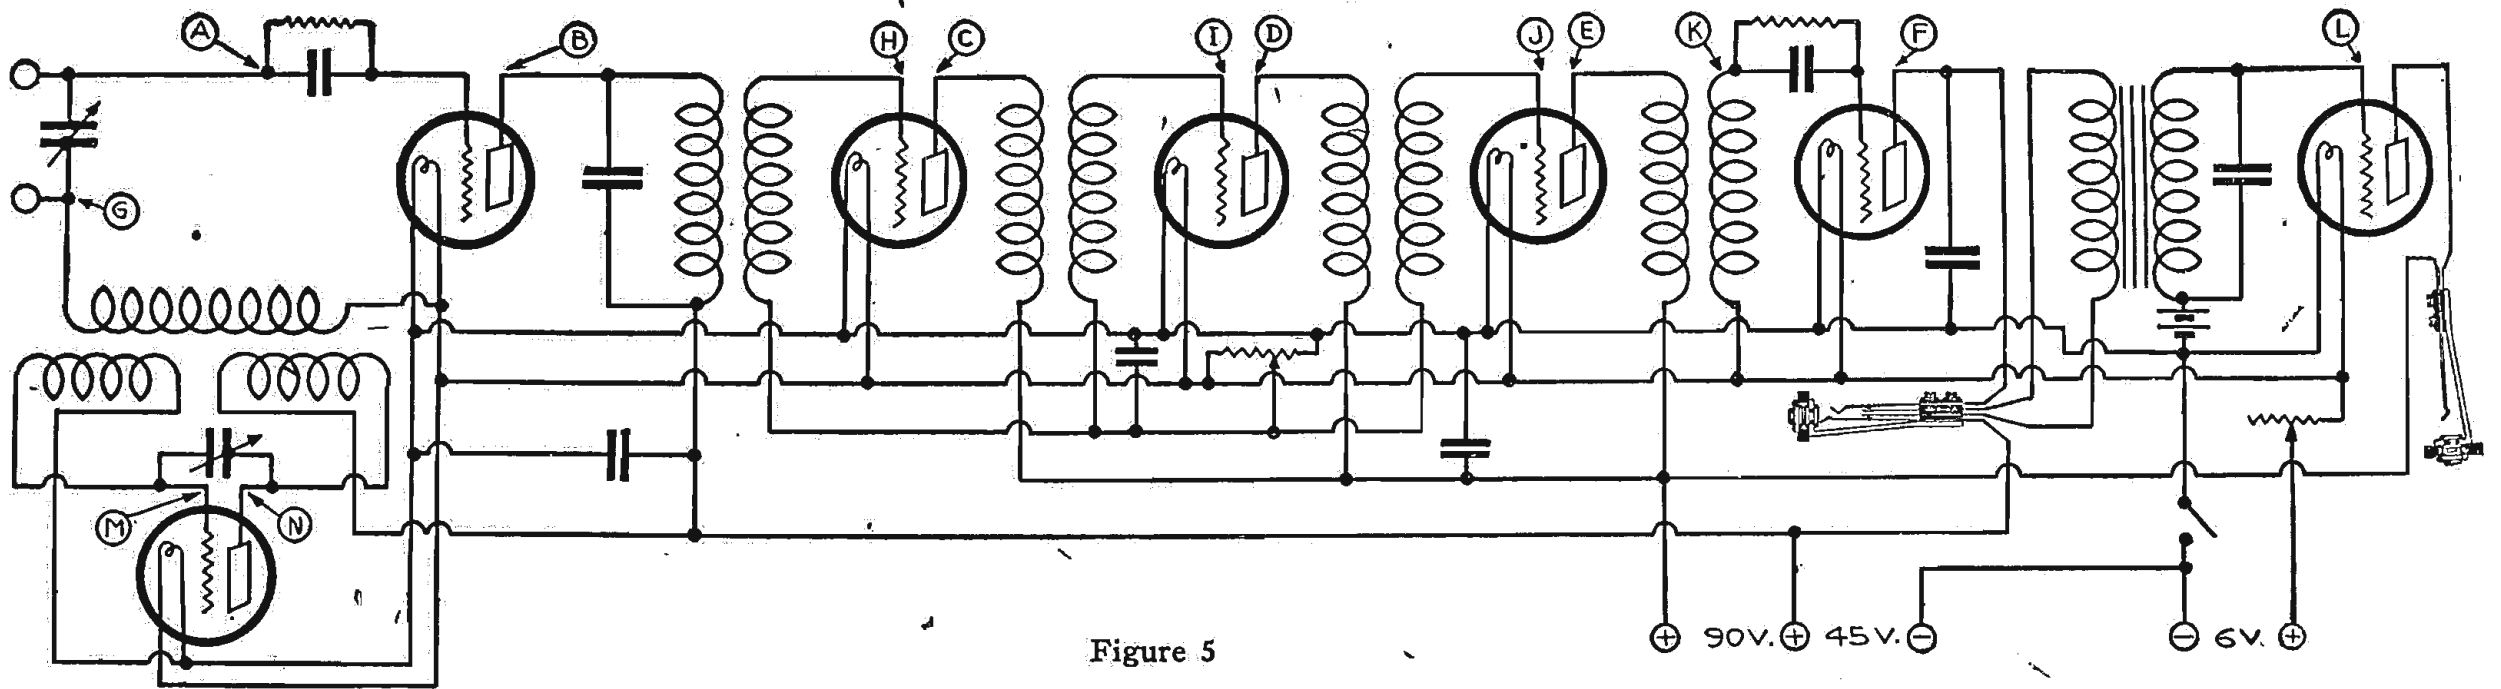 A B H C I D J E K F L
G
M N
+ 90V. + 45V. − − 6V. +
Figure 5